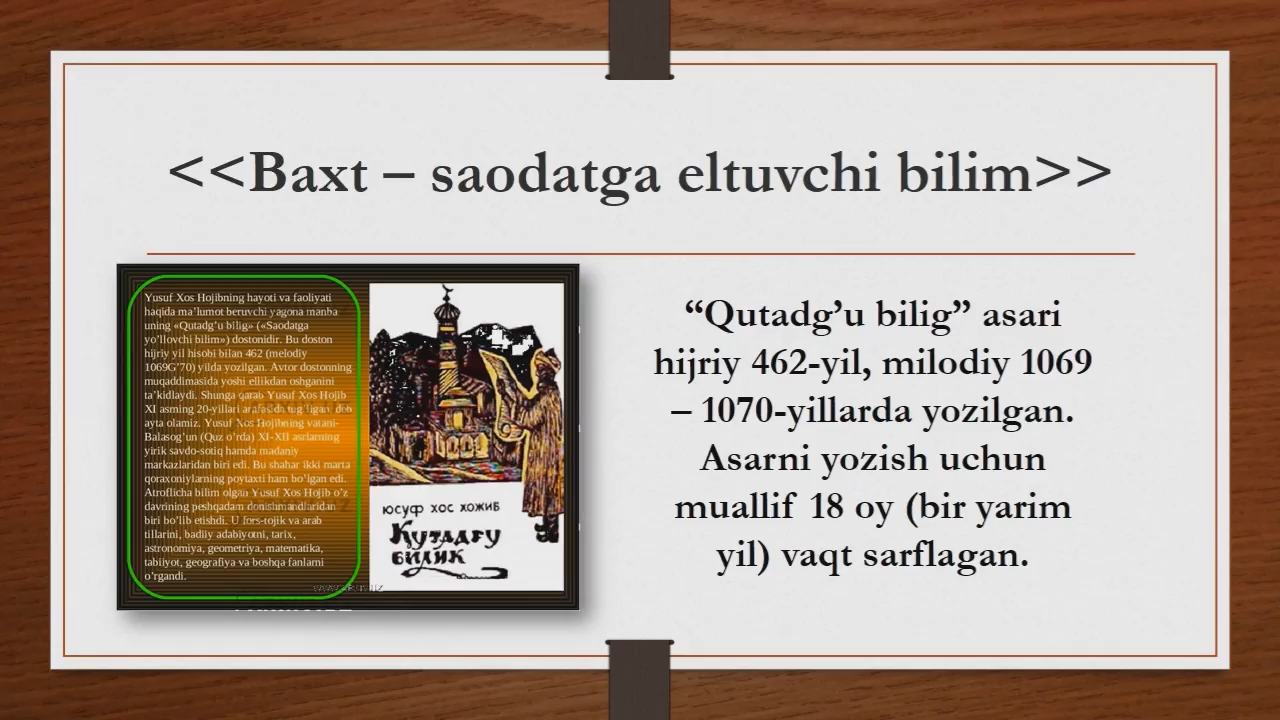 <<Baxt – saodatga eltuvchi bilim>>
Yusuf Xos Hojibning hayoti va faoliyati
haqida ma’lumot beruvchi yagona manba
uning «Qutadg’u bilig» («Saodatga
yo’llovchi bilim») dostonidir. Bu doston
hijriy yil hisobi bilan 462 (melodiy
1069G’70) yilda yozilgan. Avtor dostonning
muqaddimasida yoshi ellikdan oshganini
ta’kidlaydi. Shunga qarab Yusuf Xos Hojib
XI asrning 20-yillari arafasida tug’ilgan, deb
ayta olamiz. Yusuf Xos Hojibning vatani-
Balasog’un (Quz o’rda) XI-XII asrlarning
yirik savdo-sotiq hamda madaniy
markazlaridan biri edi. Bu shahar ikki marta
qoraxoniylarning poytaxti ham bo’lgan edi.
Atroflicha bilim olgan Yusuf Xos Hojib o’z
davrining peshqadam donishmandlaridan
biri bo’lib etishdi. U fors-tojik va arab
tillarini, badiiy adabiyotni, tarix,
astronomiya, geometriya, matematika,
tabiiyot, geografiya va boshqa fanlarni
o’rgandi.
юсуф хос хожиб
Қутадғу
билик
“Qutadg’u bilig” asari
hijriy 462-yil, milodiy 1069
– 1070-yillarda yozilgan.
Asarni yozish uchun
muallif 18 oy (bir yarim
yil) vaqt sarflagan.